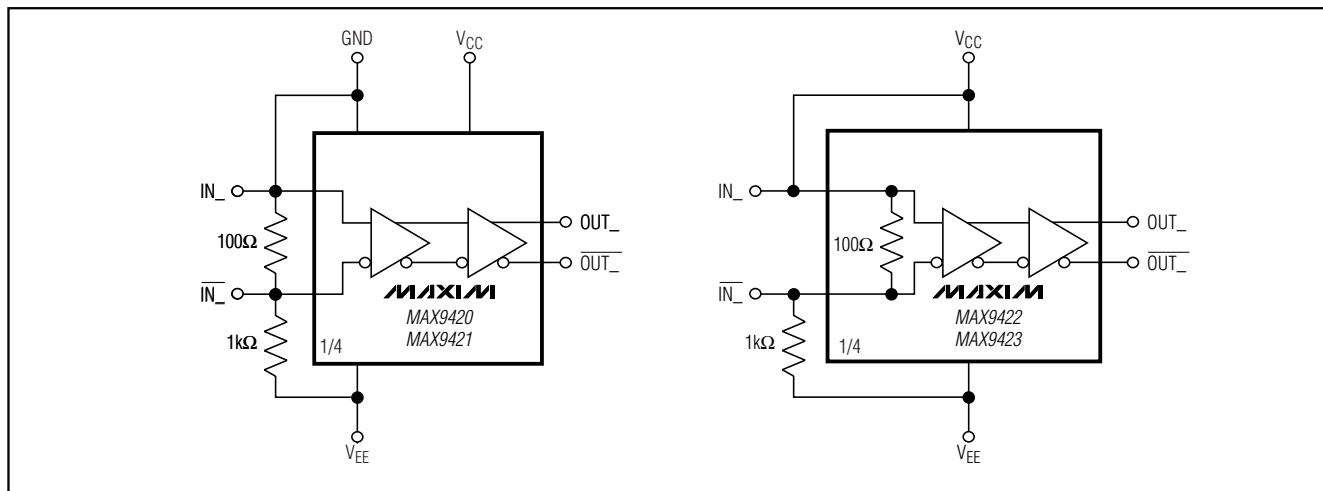 GND
VCC
IN_
100Ω
IN_
1kΩ
OUT_
OUT_
MAXIM
MAX9420
MAX9421
1/4
VEE
VCC
IN_
100Ω
IN_
1kΩ
OUT_
OUT_
MAXIM
MAX9422
MAX9423
1/4
VEE